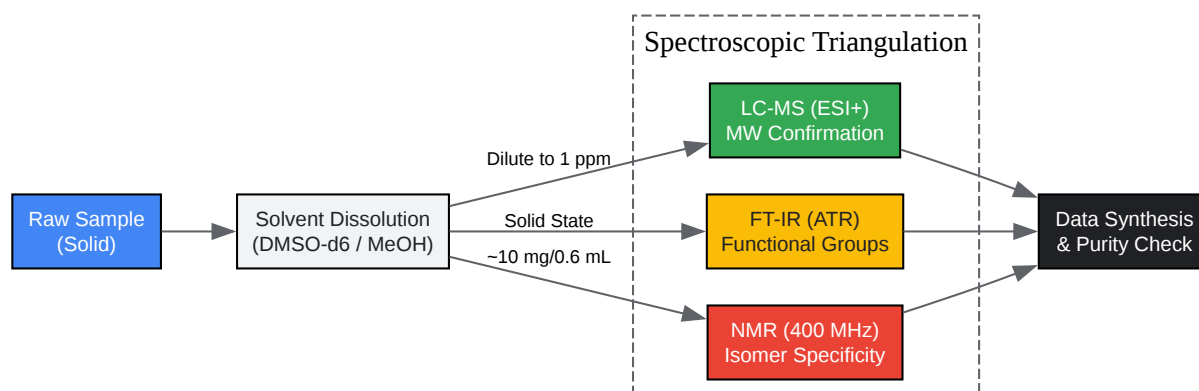 Spectroscopic Triangulation
Raw Sample
(Solid)
Solvent Dissolution
(DMSO-d6 / MeOH)
Dilute to 1 ppm
Solid State
~10 mg/0.6 mL
LC-MS (ESI+)
MW Confirmation
FT-IR (ATR)
Functional Groups
NMR (400 MHz)
Isomer Specificity
Data Synthesis
& Purity Check